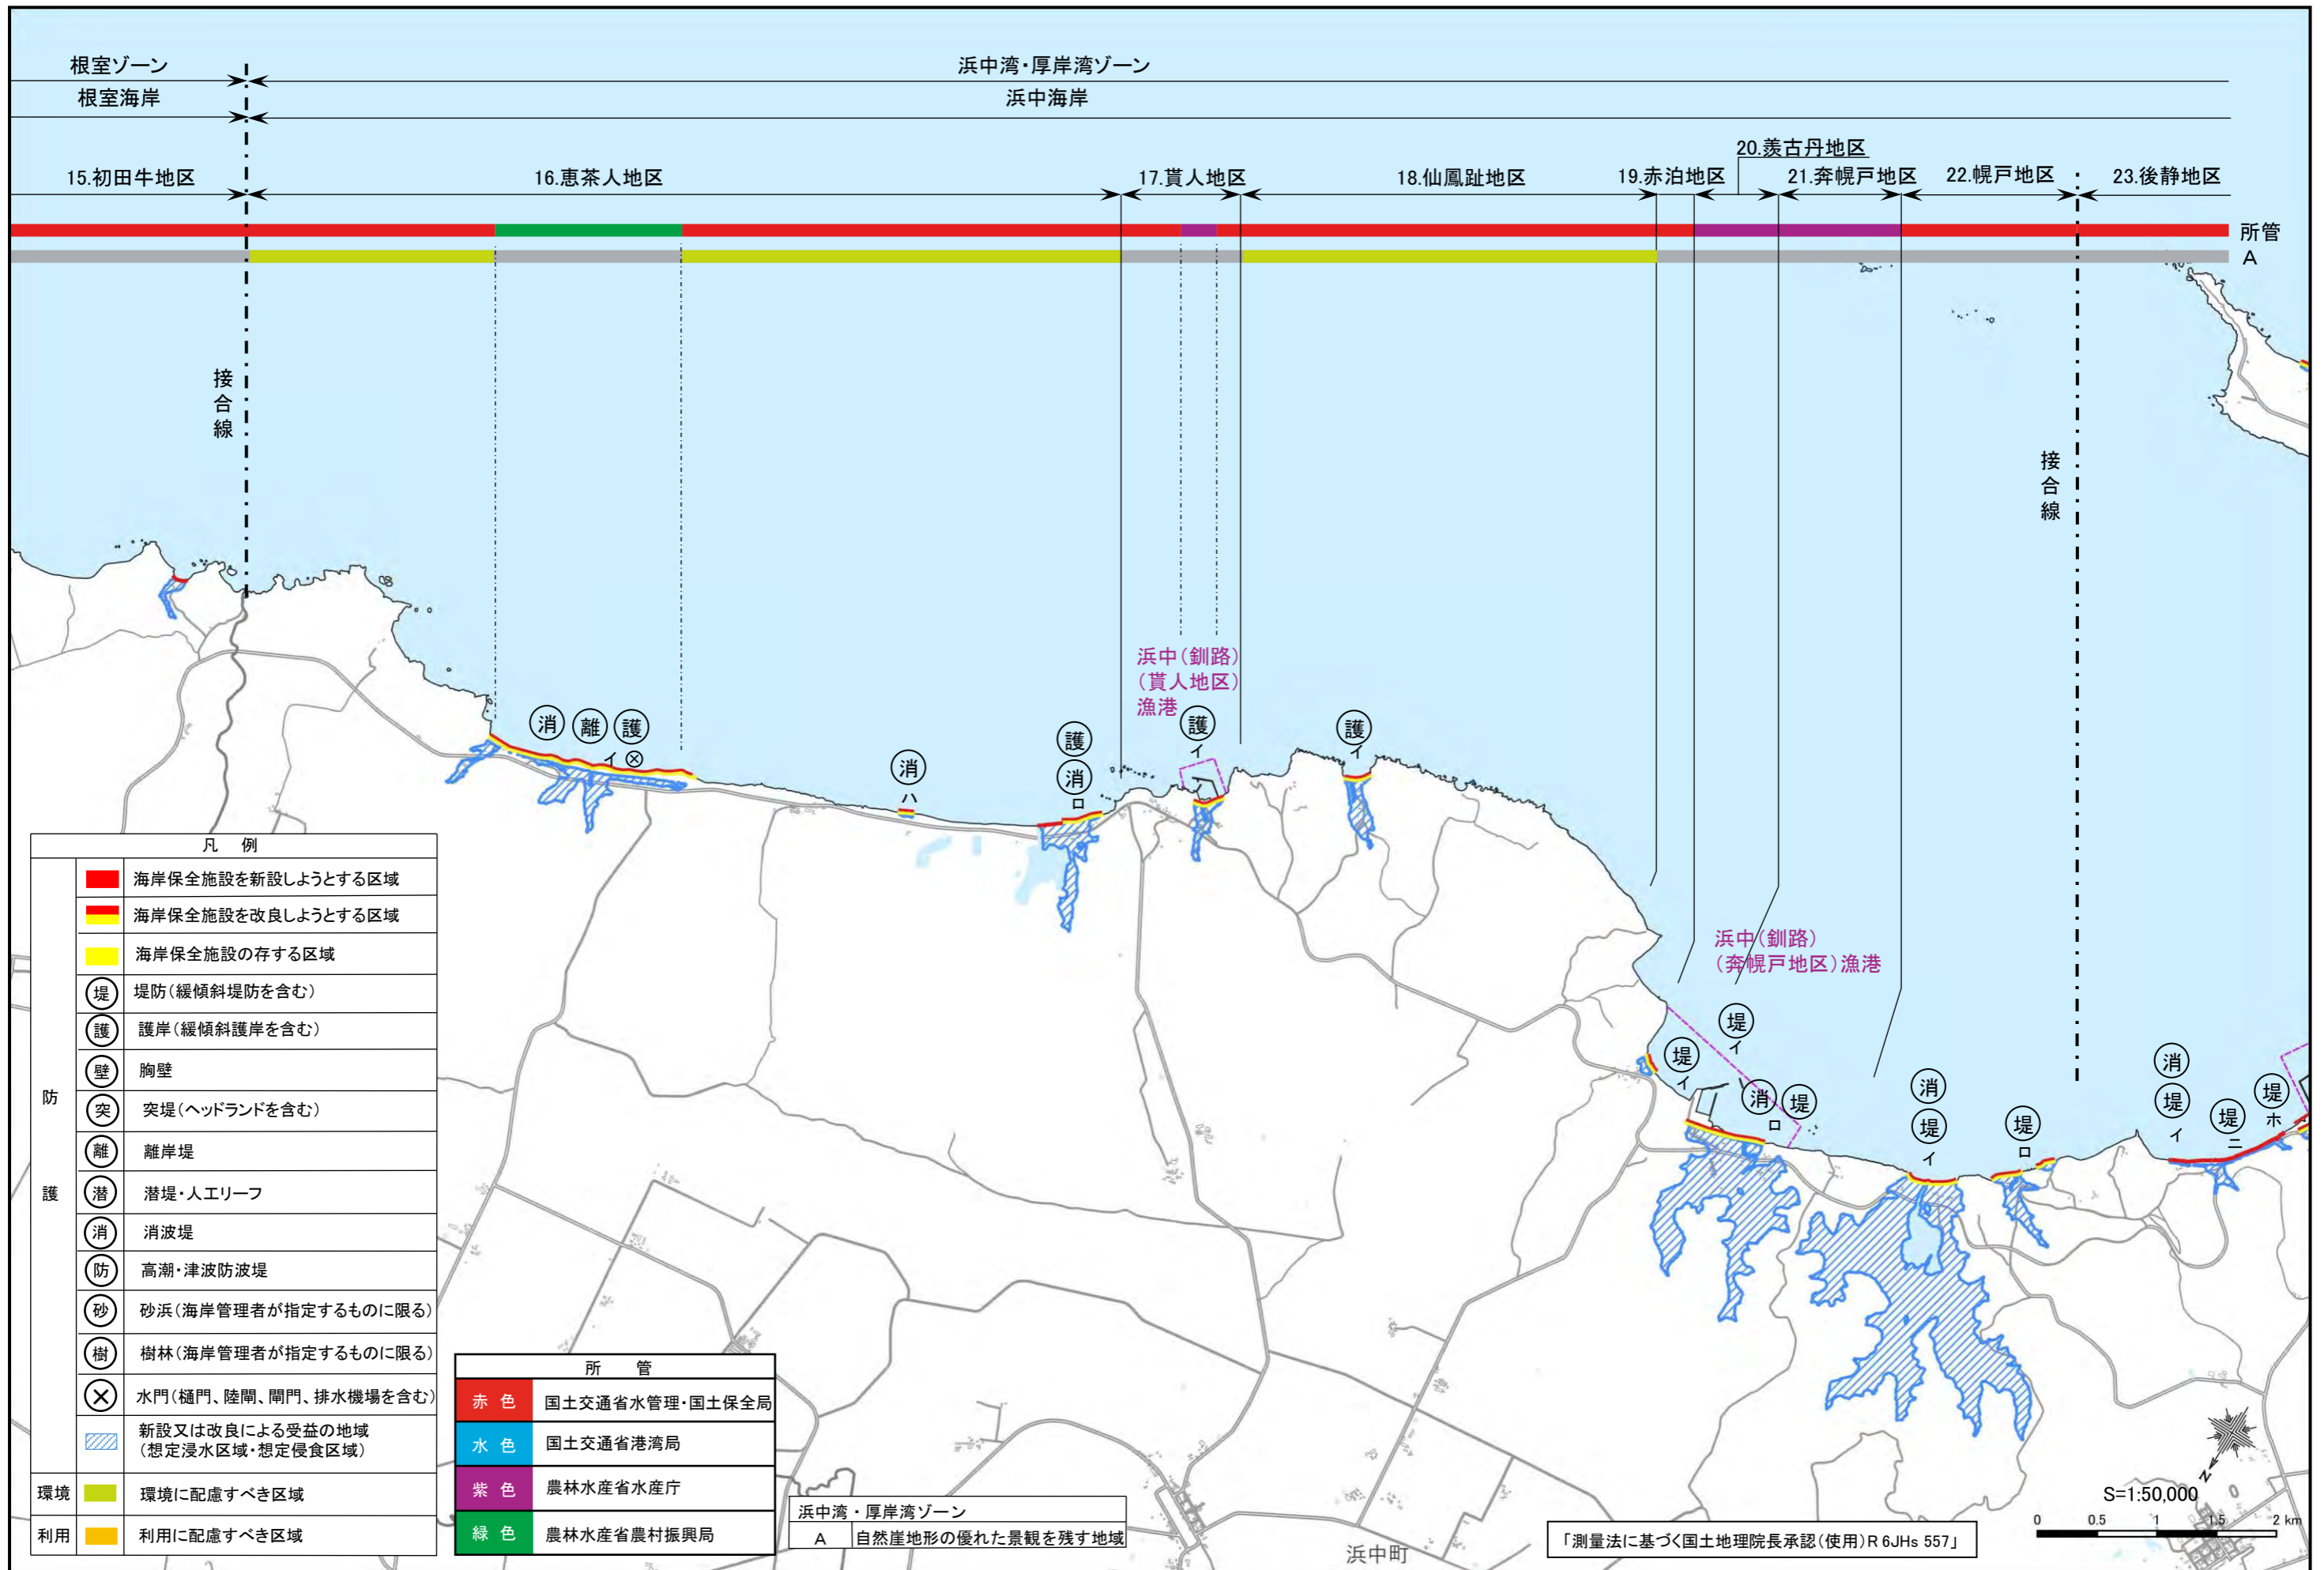 根室ゾーン
浜中湾・厚岸湾ゾーン
根室海岸
浜中海岸
15.初田牛地区
16.恵茶人地区
17.貰人地区
18.仙鳳趾地区
19.赤泊地区
20.羨古丹地区
21.奔幌戸地区
22.幌戸地区
23.後静地区
所管
A
接合線
接合線
浜中(釧路)
(貰人地区)
漁港
消 離 護
イ
消
ハ
護
消
ロ
護
イ
護
イ
浜中(釧路)
(奔幌戸地区)漁港
堤
イ
堤
イ
消 堤
ロ
消
堤
イ
堤
ロ
消
堤
イ
堤
ニ
堤
ホ
凡 例
防護
海岸保全施設を新設しようとする区域
海岸保全施設を改良しようとする区域
海岸保全施設の存する区域
堤 堤防(緩傾斜堤防を含む)
護 護岸(緩傾斜護岸を含む)
壁 胸壁
突 突堤(ヘッドランドを含む)
離 離岸堤
潜 潜堤・人工リーフ
消 消波堤
防 高潮・津波防波堤
砂 砂浜(海岸管理者が指定するものに限る)
樹 樹林(海岸管理者が指定するものに限る)
水門(樋門、陸閘、閘門、排水機場を含む)
新設又は改良による受益の地域
(想定浸水区域・想定侵食区域)
環境 環境に配慮すべき区域
利用 利用に配慮すべき区域
所 管
赤 色 国土交通省水管理・国土保全局
水 色 国土交通省港湾局
紫 色 農林水産省水産庁
緑 色 農林水産省農村振興局
浜中湾・厚岸湾ゾーン
A 自然崖地形の優れた景観を残す地域
浜中町
「測量法に基づく国土地理院長承認(使用)R 6JHs 557」
N
S=1:50,000
0 0.5 1 1.5 2 km